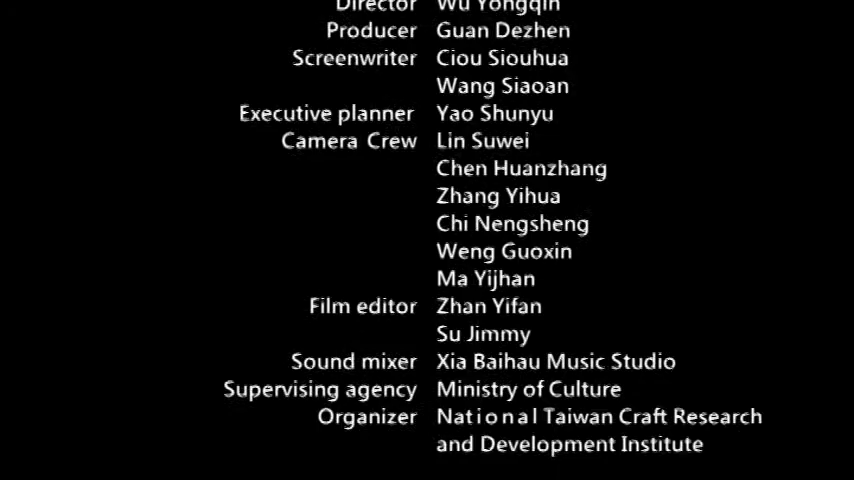 Director Wu Yongqin
Producer Guan Dezhen
Screenwriter Ciou Siouhua
Wang Siaoan
Executive planner Yao Shunyu
Camera Crew Lin Suwei
Chen Huanzhang
Zhang Yihua
Chi Nengsheng
Weng Guoxin
Ma Yijhan
Film editor Zhan Yifan
Su Jimmy
Sound mixer Xia Baihau Music Studio
Supervising agency Ministry of Culture
Organizer National Taiwan Craft Research
and Development Institute